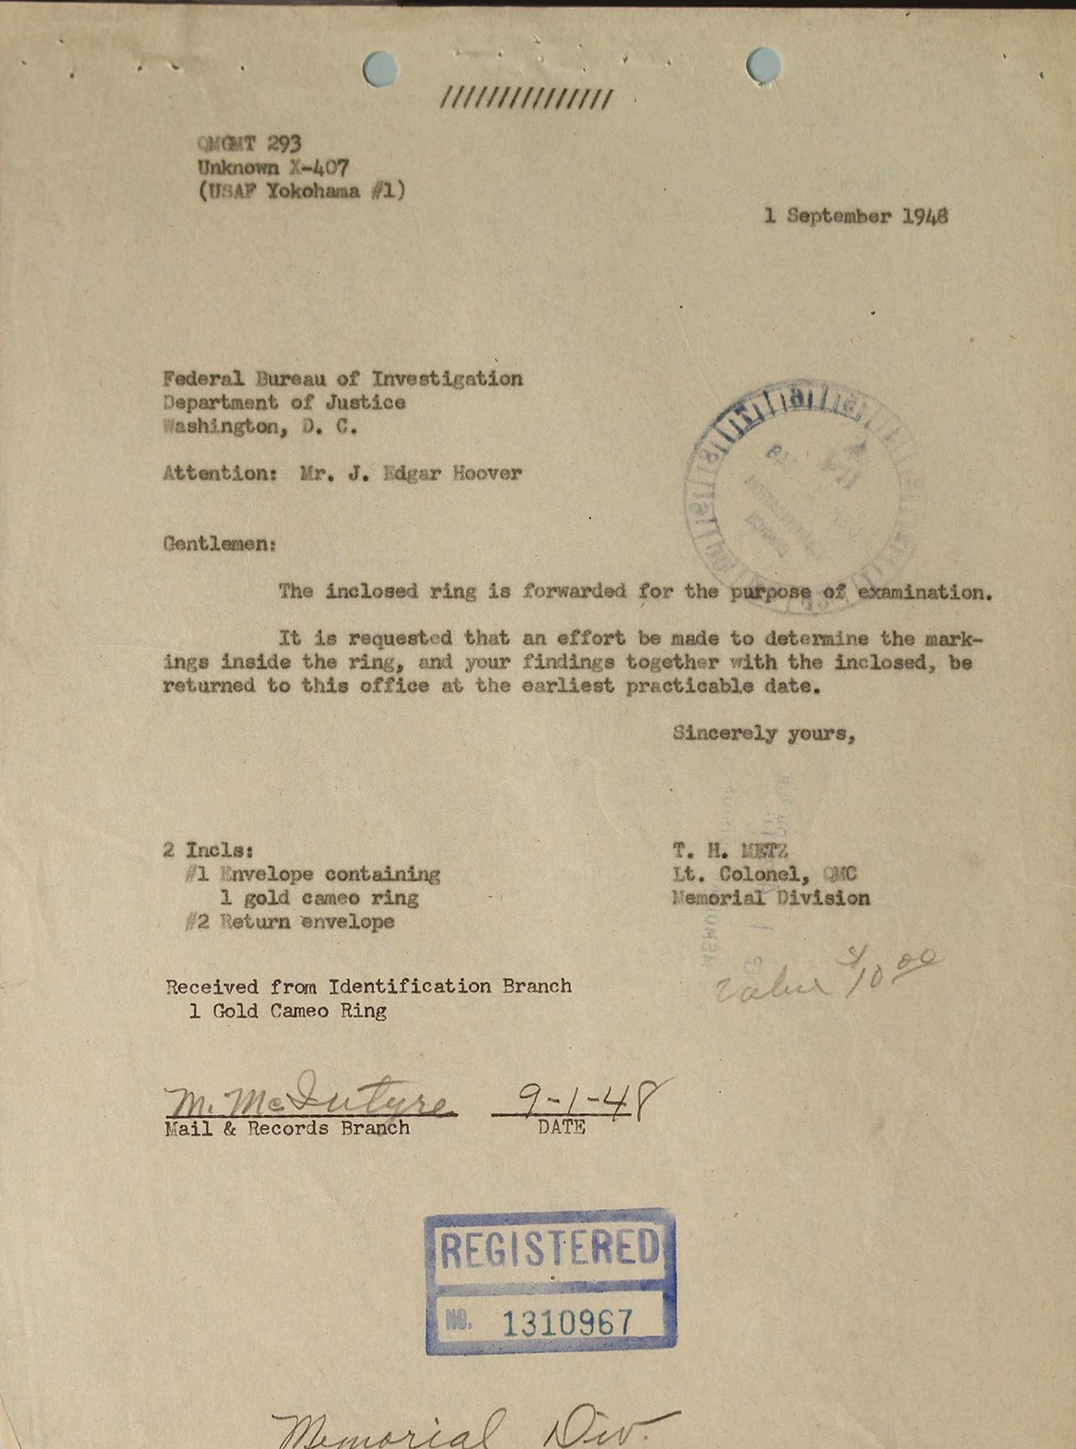 ///////////////
QMGMT 293
Unknown X-407
(USAF Yokohama #1)
1 September 1948
Federal Bureau of Investigation
Department of Justice
Washington, D. C.
Attention: Mr. J. Edgar Hoover
Gentlemen:
The inclosed ring is forwarded for the purpose of examination.
It is requested that an effort be made to determine the mark-
ings inside the ring, and your findings together with the inclosed, be
returned to this office at the earliest practicable date.
Sincerely yours,
2 Incls:
#1 Envelope containing
1 gold cameo ring
#2 Return envelope
T. H. METZ
Lt. Colonel, QMC
Memorial Division
Value $10.00
Received from Identification Branch
1 Gold Cameo Ring
M. McIntyre 9-1-48
Mail & Records Branch DATE
REGISTERED
NO. 1310967
Memorial Div.